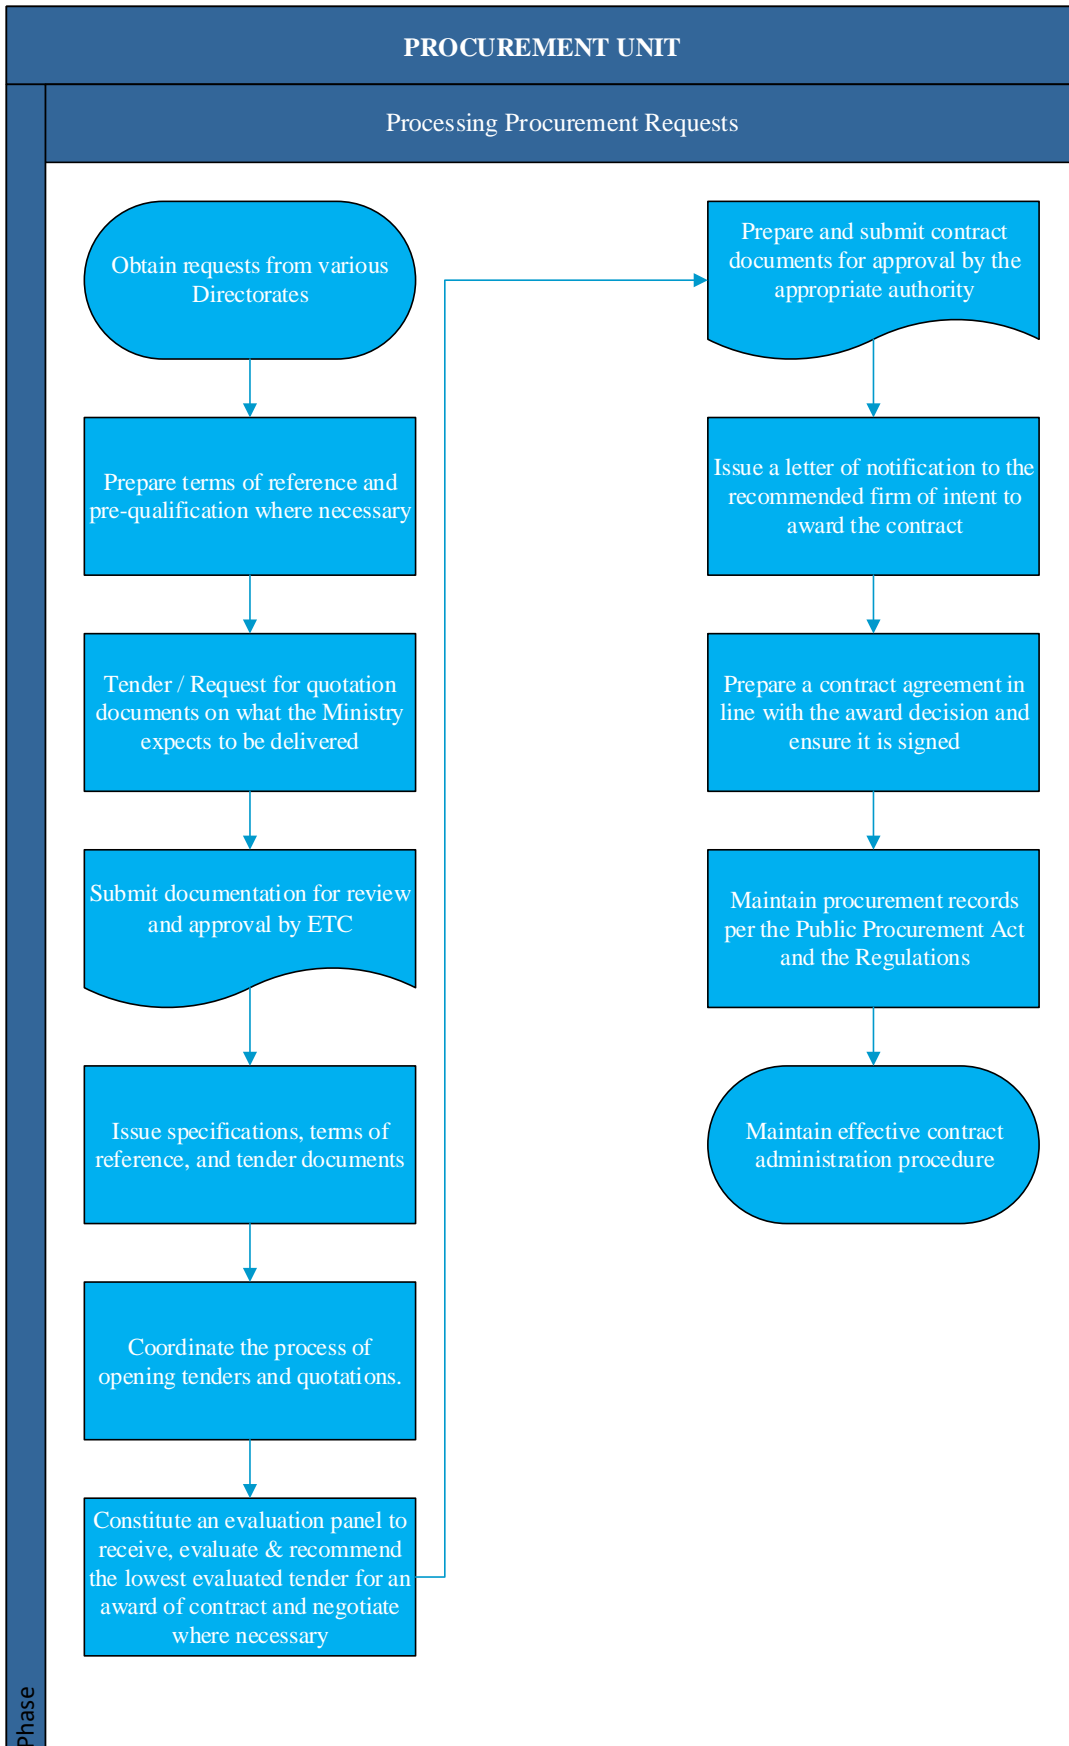 PROCUREMENT UNIT
Processing Procurement Requests
Obtain requests from various
Directorates
Prepare terms of reference and
pre-qualification where necessary
Tender / Request for quotation
documents on what the Ministry
expects to be delivered
Submit documentation for review
and approval by ETC
Issue specifications, terms of
reference, and tender documents
Coordinate the process of
opening tenders and quotations.
Constitute an evaluation panel to
receive, evaluate & recommend
the lowest evaluated tender for an
award of contract and negotiate
where necessary
Prepare and submit contract
documents for approval by the
appropriate authority
Issue a letter of notification to the
recommended firm of intent to
award the contract
Prepare a contract agreement in
line with the award decision and
ensure it is signed
Maintain procurement records
per the Public Procurement Act
and the Regulations
Maintain effective contract
administration procedure
Phase